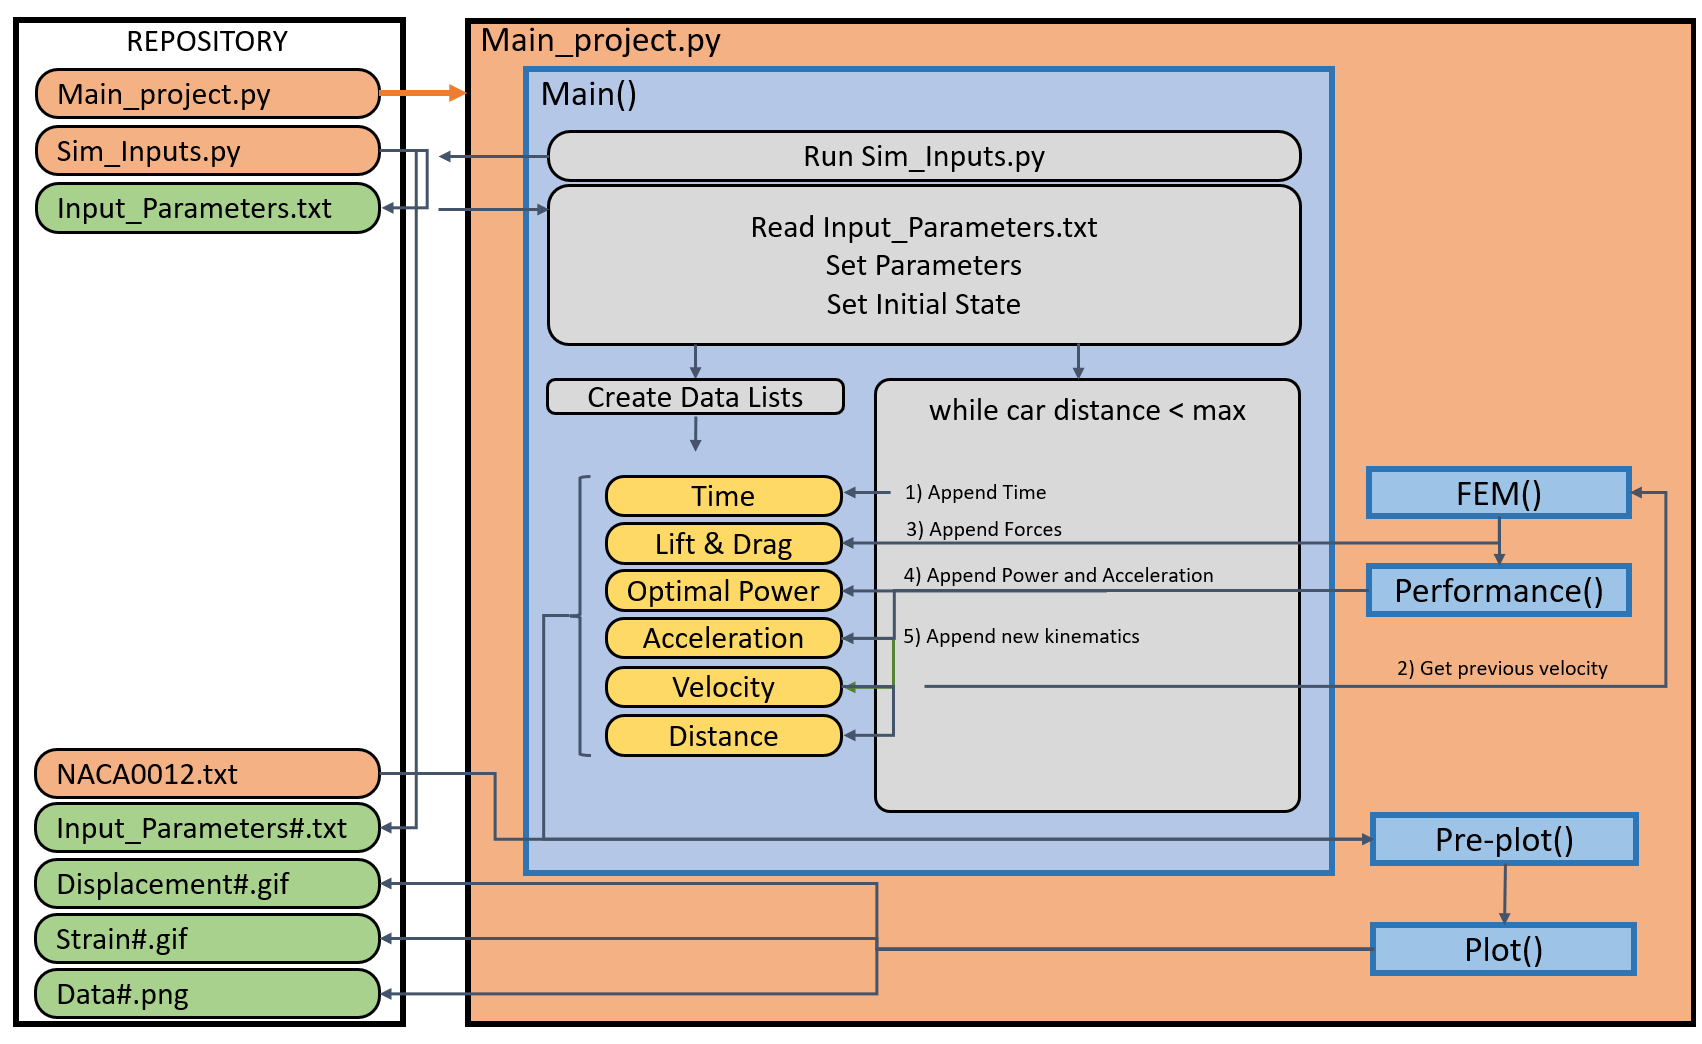 REPOSITORY
Main_project.py
Sim_Inputs.py
Input_Parameters.txt
NACA0012.txt
Input_Parameters#.txt
Displacement#.gif
Strain#.gif
Data#.png
Main_project.py
Main()
Run Sim_Inputs.py
Read Input_Parameters.txt
Set Parameters
Set Initial State
Create Data Lists
while car distance < max
Time
Lift & Drag
Optimal Power
Acceleration
Velocity
Distance
1) Append Time
3) Append Forces
4) Append Power and Acceleration
5) Append new kinematics
2) Get previous velocity
FEM()
Performance()
Pre-plot()
Plot()